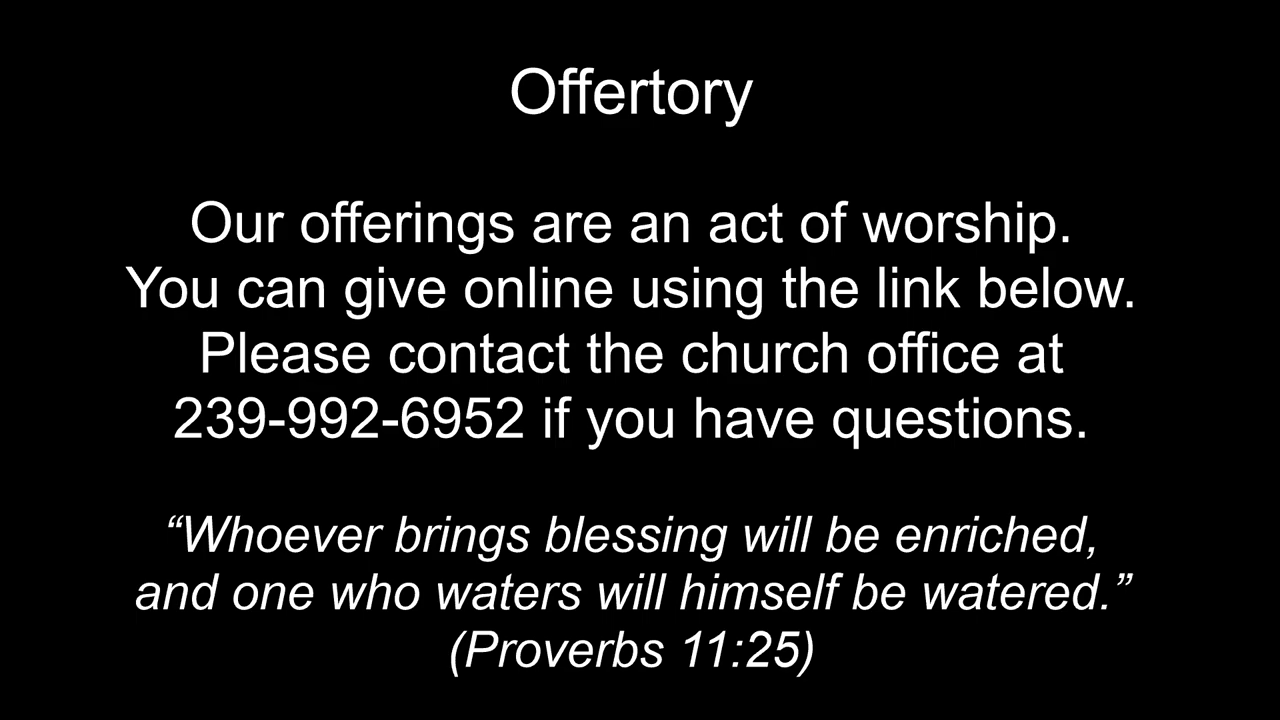 Offertory
Our offerings are an act of worship.
You can give online using the link below.
Please contact the church office at
239-992-6952 if you have questions.
“Whoever brings blessing will be enriched,
and one who waters will himself be watered.”
(Proverbs 11:25)